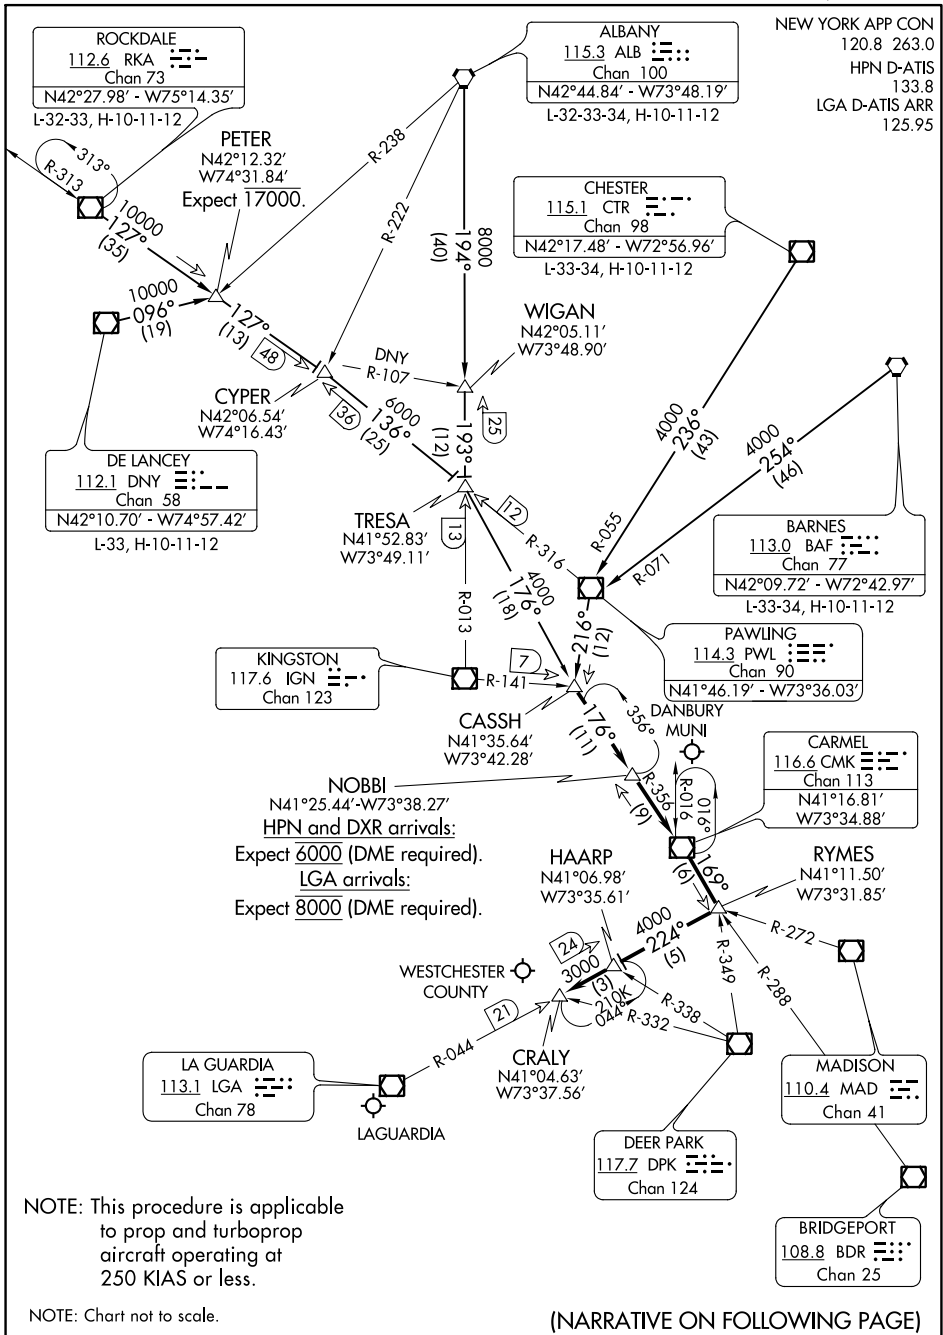 NEW YORK APP CON
120.8 263.0
HPN D-ATIS
133.8
LGA D-ATIS ARR
125.95
ROCKDALE
112.6 RKA
Chan 73
N42°27.98' - W75°14.35'
L-32-33, H-10-11-12
ALBANY
115.3 ALB
Chan 100
N42°44.84' - W73°48.19'
L-32-33-34, H-10-11-12
PETER
N42°12.32'
W74°31.84'
Expect 17000.
CHESTER
115.1 CTR
Chan 98
N42°17.48' - W72°56.96'
L-33-34, H-10-11-12
R-313
313°
10000
127°
(35)
R-238
R-222
8000
194°
(40)
10000
096°
(19)
127°
(13)
48
WIGAN
N42°05.11'
W73°48.90'
DNY
R-107
CYPER
N42°06.54'
W74°16.43'
36
6000
136°
(25)
193°
(12)
25
4000
236°
(43)
4000
254°
(46)
DE LANCEY
112.1 DNY
Chan 58
N42°10.70' - W74°57.42'
L-33, H-10-11-12
TRESA
N41°52.83'
W73°49.11'
13
12
R-316
R-055
R-071
BARNES
113.0 BAF
Chan 77
N42°09.72' - W72°42.97'
L-33-34, H-10-11-12
R-013
4000
176°
(18)
216°
(12)
PAWLING
114.3 PWL
Chan 90
N41°46.19' - W73°36.03'
KINGSTON
117.6 IGN
Chan 123
7
R-141
CASSH
N41°35.64'
W73°42.28'
176°
(11)
356°
DANBURY
MUNI
NOBBI
N41°25.44'-W73°38.27'
HPN and DXR arrivals:
Expect 6000 (DME required).
LGA arrivals:
Expect 8000 (DME required).
R-356
(9)
R-016
016°
CARMEL
116.6 CMK
Chan 113
N41°16.81'
W73°34.88'
HAARP
N41°06.98'
W73°35.61'
169°
(6)
RYMES
N41°11.50'
W73°31.85'
4000
224°
(5)
24
3000
(3)
210K
044°
WESTCHESTER
COUNTY
R-272
R-349
R-288
R-338
R-332
21
R-044
CRALY
N41°04.63'
W73°37.56'
LA GUARDIA
113.1 LGA
Chan 78
LAGUARDIA
MADISON
110.4 MAD
Chan 41
DEER PARK
117.7 DPK
Chan 124
BRIDGEPORT
108.8 BDR
Chan 25
NOTE: This procedure is applicable
to prop and turboprop
aircraft operating at
250 KIAS or less.
NOTE: Chart not to scale.
(NARRATIVE ON FOLLOWING PAGE)